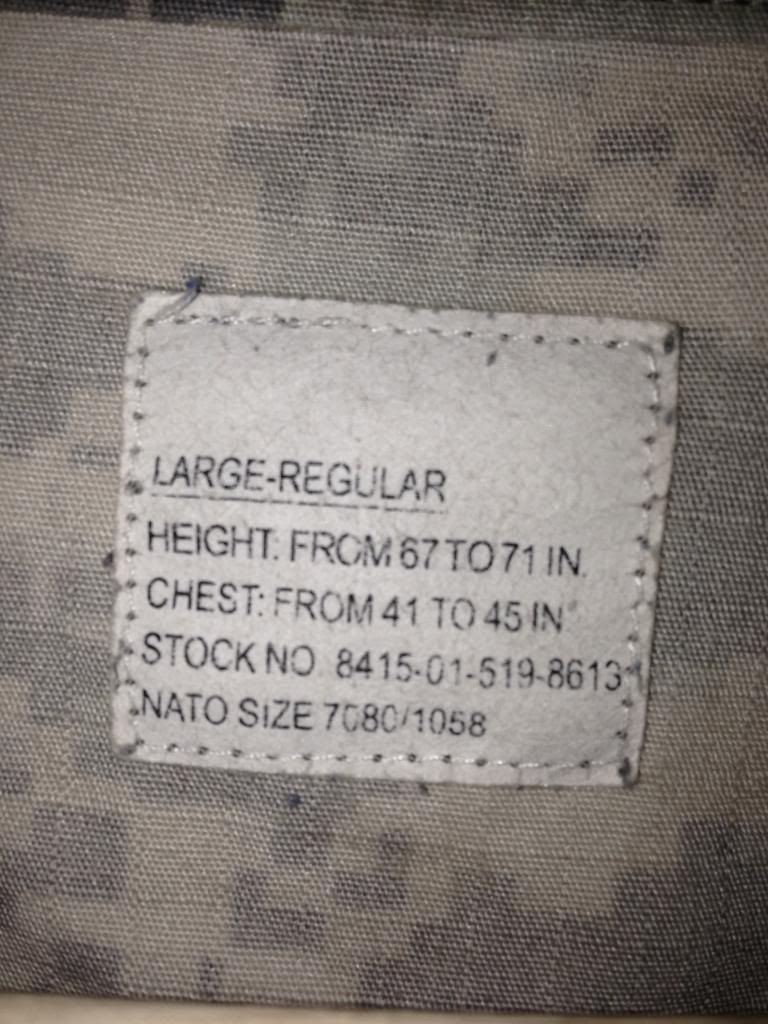 LARGE-REGULAR
HEIGHT: FROM 67 TO 71 IN.
CHEST: FROM 41 TO 45 IN
STOCK NO. 8415-01-519-8613
NATO SIZE 7080/1058